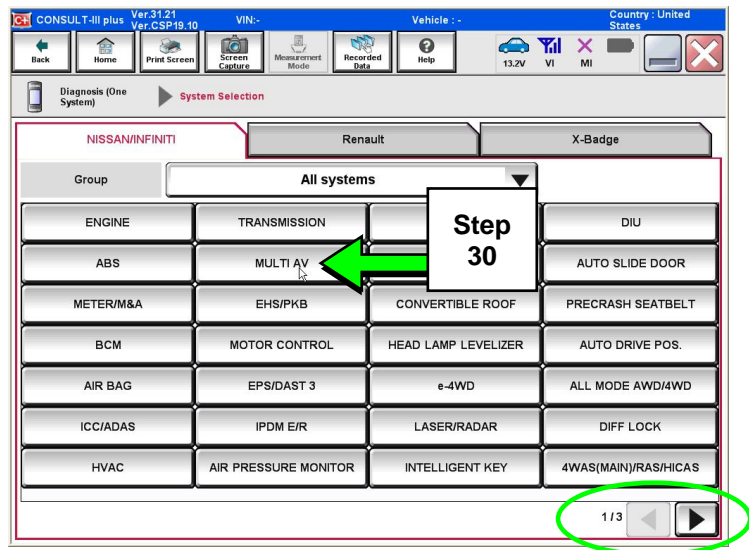 CONSULT-III plus Ver.31.21
Ver.CSP19.10
VIN:-
Vehicle : -
Country : United
States
Back
Home
Print Screen
Screen
Capture
Measurement
Mode
Recorded
Data
Help
13.2V
VI
MI
Diagnosis (One
System)
System Selection
NISSAN/INFINITI
Renault
X-Badge
Group
All systems
Step
30
ENGINE
TRANSMISSION
DIU
ABS
MULTI AV
AUTO SLIDE DOOR
METER/M&A
EHS/PKB
CONVERTIBLE ROOF
PRECRASH SEATBELT
BCM
MOTOR CONTROL
HEAD LAMP LEVELIZER
AUTO DRIVE POS.
AIR BAG
EPS/DAST 3
e-4WD
ALL MODE AWD/4WD
ICC/ADAS
IPDM E/R
LASER/RADAR
DIFF LOCK
HVAC
AIR PRESSURE MONITOR
INTELLIGENT KEY
4WAS(MAIN)/RAS/HICAS
1/3